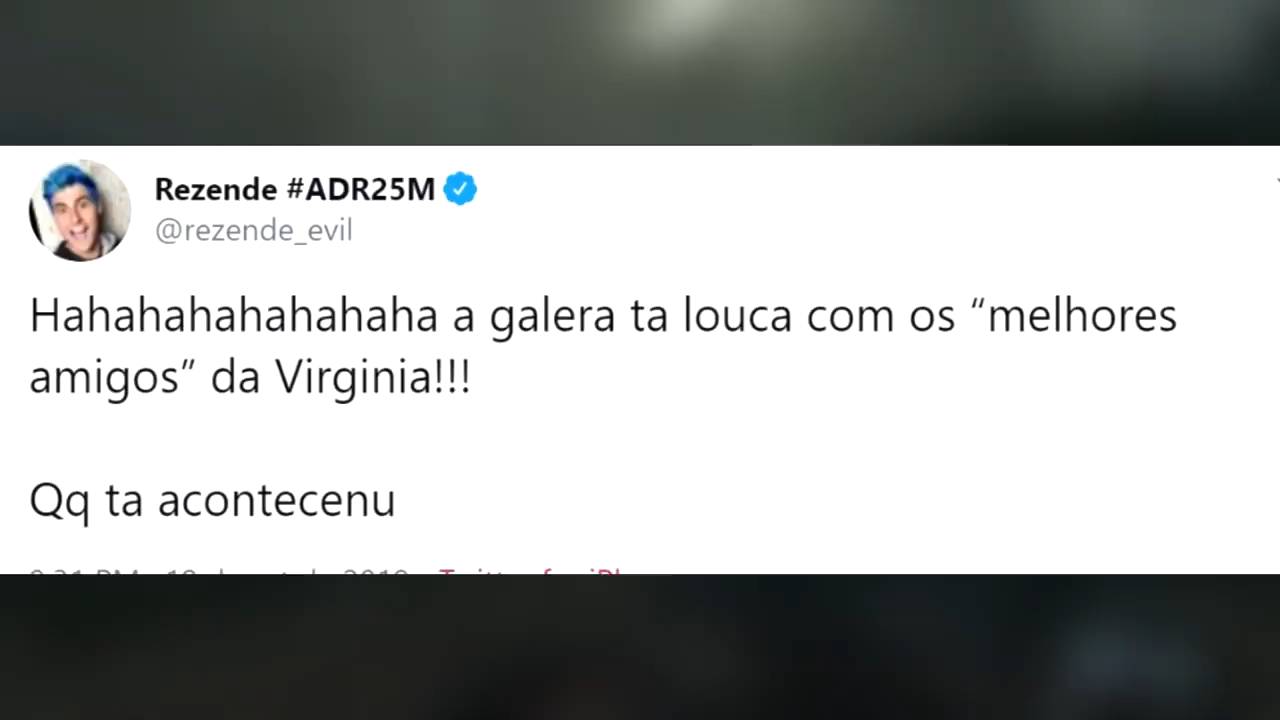 Rezende #ADR25M
@rezende_evil
Hahahahahahahaha a galera ta louca com os “melhores
amigos” da Virginia!!!
Qq ta acontecenu